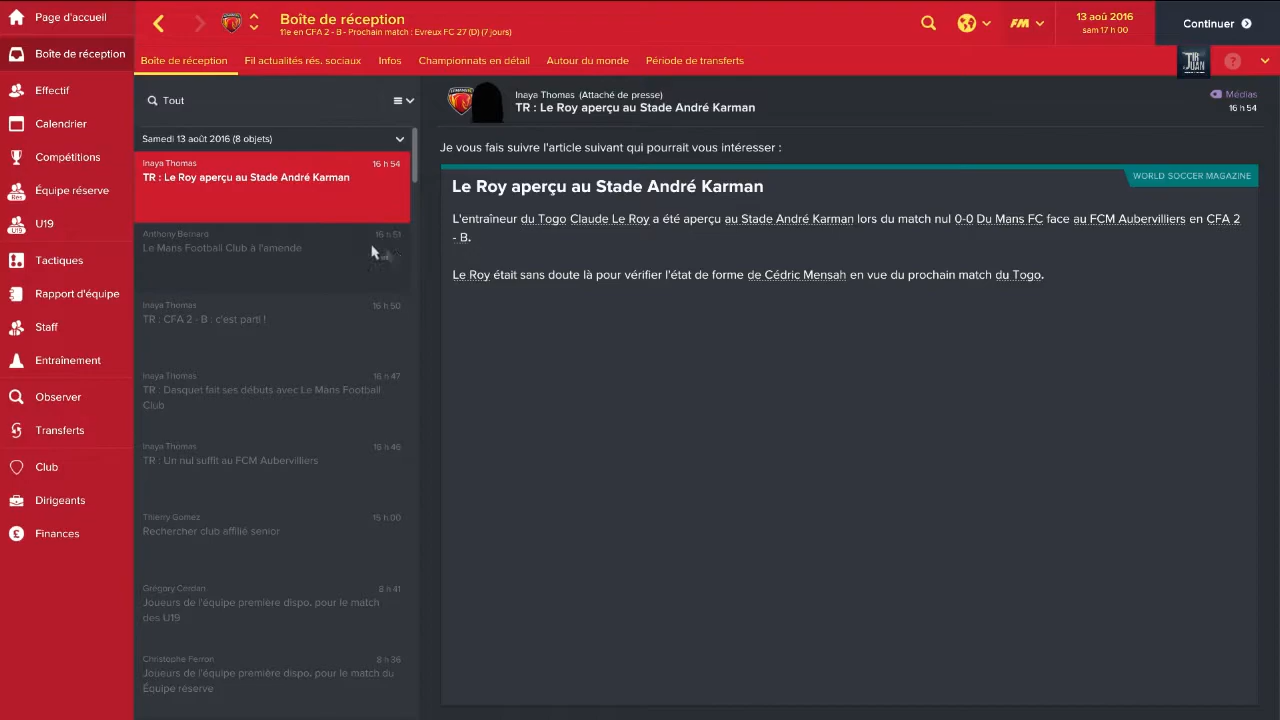 Page d'accueil
Boîte de réception
Effectif
Calendrier
Compétitions
Équipe réserve
U19
Tactiques
Rapport d'équipe
Staff
Entraînement
Observer
Transferts
Club
Dirigeants
Finances
Boîte de réception
11e en CFA 2 - B - Prochain match : Evreux FC 27 (D) (7 jours)
FM
13 aoû 2016
sam 17 h 00
Continuer
Boîte de réception
Fil actualités rés. sociaux
Infos
Championnats en détail
Autour du monde
Période de transferts
Tout
Samedi 13 août 2016 (8 objets)
Inaya Thomas 16 h 54
TR : Le Roy aperçu au Stade André Karman
Anthony Bernard 16 h 51
Le Mans Football Club à l'amende
Inaya Thomas 16 h 50
TR : CFA 2 - B : c'est parti !
Inaya Thomas 16 h 47
TR : Dasquet fait ses débuts avec Le Mans Football
Club
Inaya Thomas 16 h 46
TR : Un nul suffit au FCM Aubervilliers
Thierry Gomez 15 h 00
Rechercher club affilié senior
Grégory Cerdan 8 h 41
Joueurs de l'équipe première dispo. pour le match
des U19
Christophe Ferron 8 h 36
Joueurs de l'équipe première dispo. pour le match du
Équipe réserve
Inaya Thomas (Attaché de presse)
TR : Le Roy aperçu au Stade André Karman
Médias
16 h 54
Je vous fais suivre l'article suivant qui pourrait vous intéresser :
WORLD SOCCER MAGAZINE
Le Roy aperçu au Stade André Karman
L'entraîneur du Togo Claude Le Roy a été aperçu au Stade André Karman lors du match nul 0-0 Du Mans FC face au FCM Aubervilliers en CFA 2
- B.
Le Roy était sans doute là pour vérifier l'état de forme de Cédric Mensah en vue du prochain match du Togo.